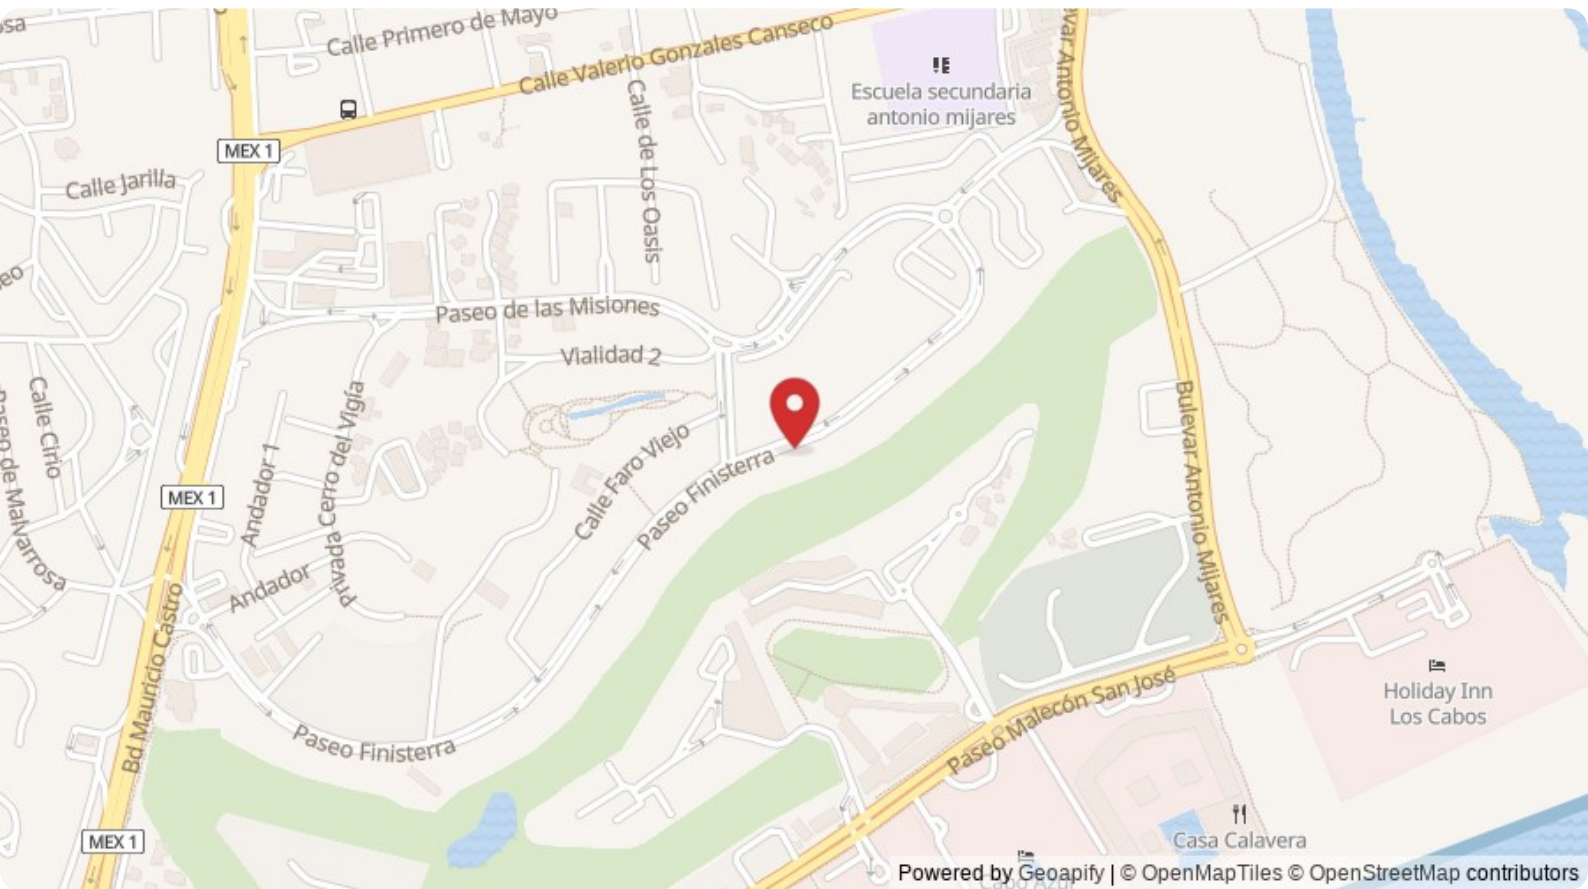 Calle Primero de Mayo
Calle Valerio Gonzales Canseco
Bulevar Antonio Mijares
Escuela secundaria
antonio mijares
MEX 1
Calle Jarilla
Calle de Los Oasis
Paseo de las Misiones
Vialidad 2
Calle Cirio
Paseo de Malvarrosa
Privada Cerro del Vigía
Andador 1
Calle Faro Viejo
Paseo Finisterra
MEX 1
Bulevar Antonio Mijares
Andador
Bd Mauricio Castro
Paseo Finisterra
Paseo Malecón San José
Holiday Inn
Los Cabos
MEX 1
Casa Calavera
Cabo Azul
Powered by Geoapify | © OpenMapTiles © OpenStreetMap contributors